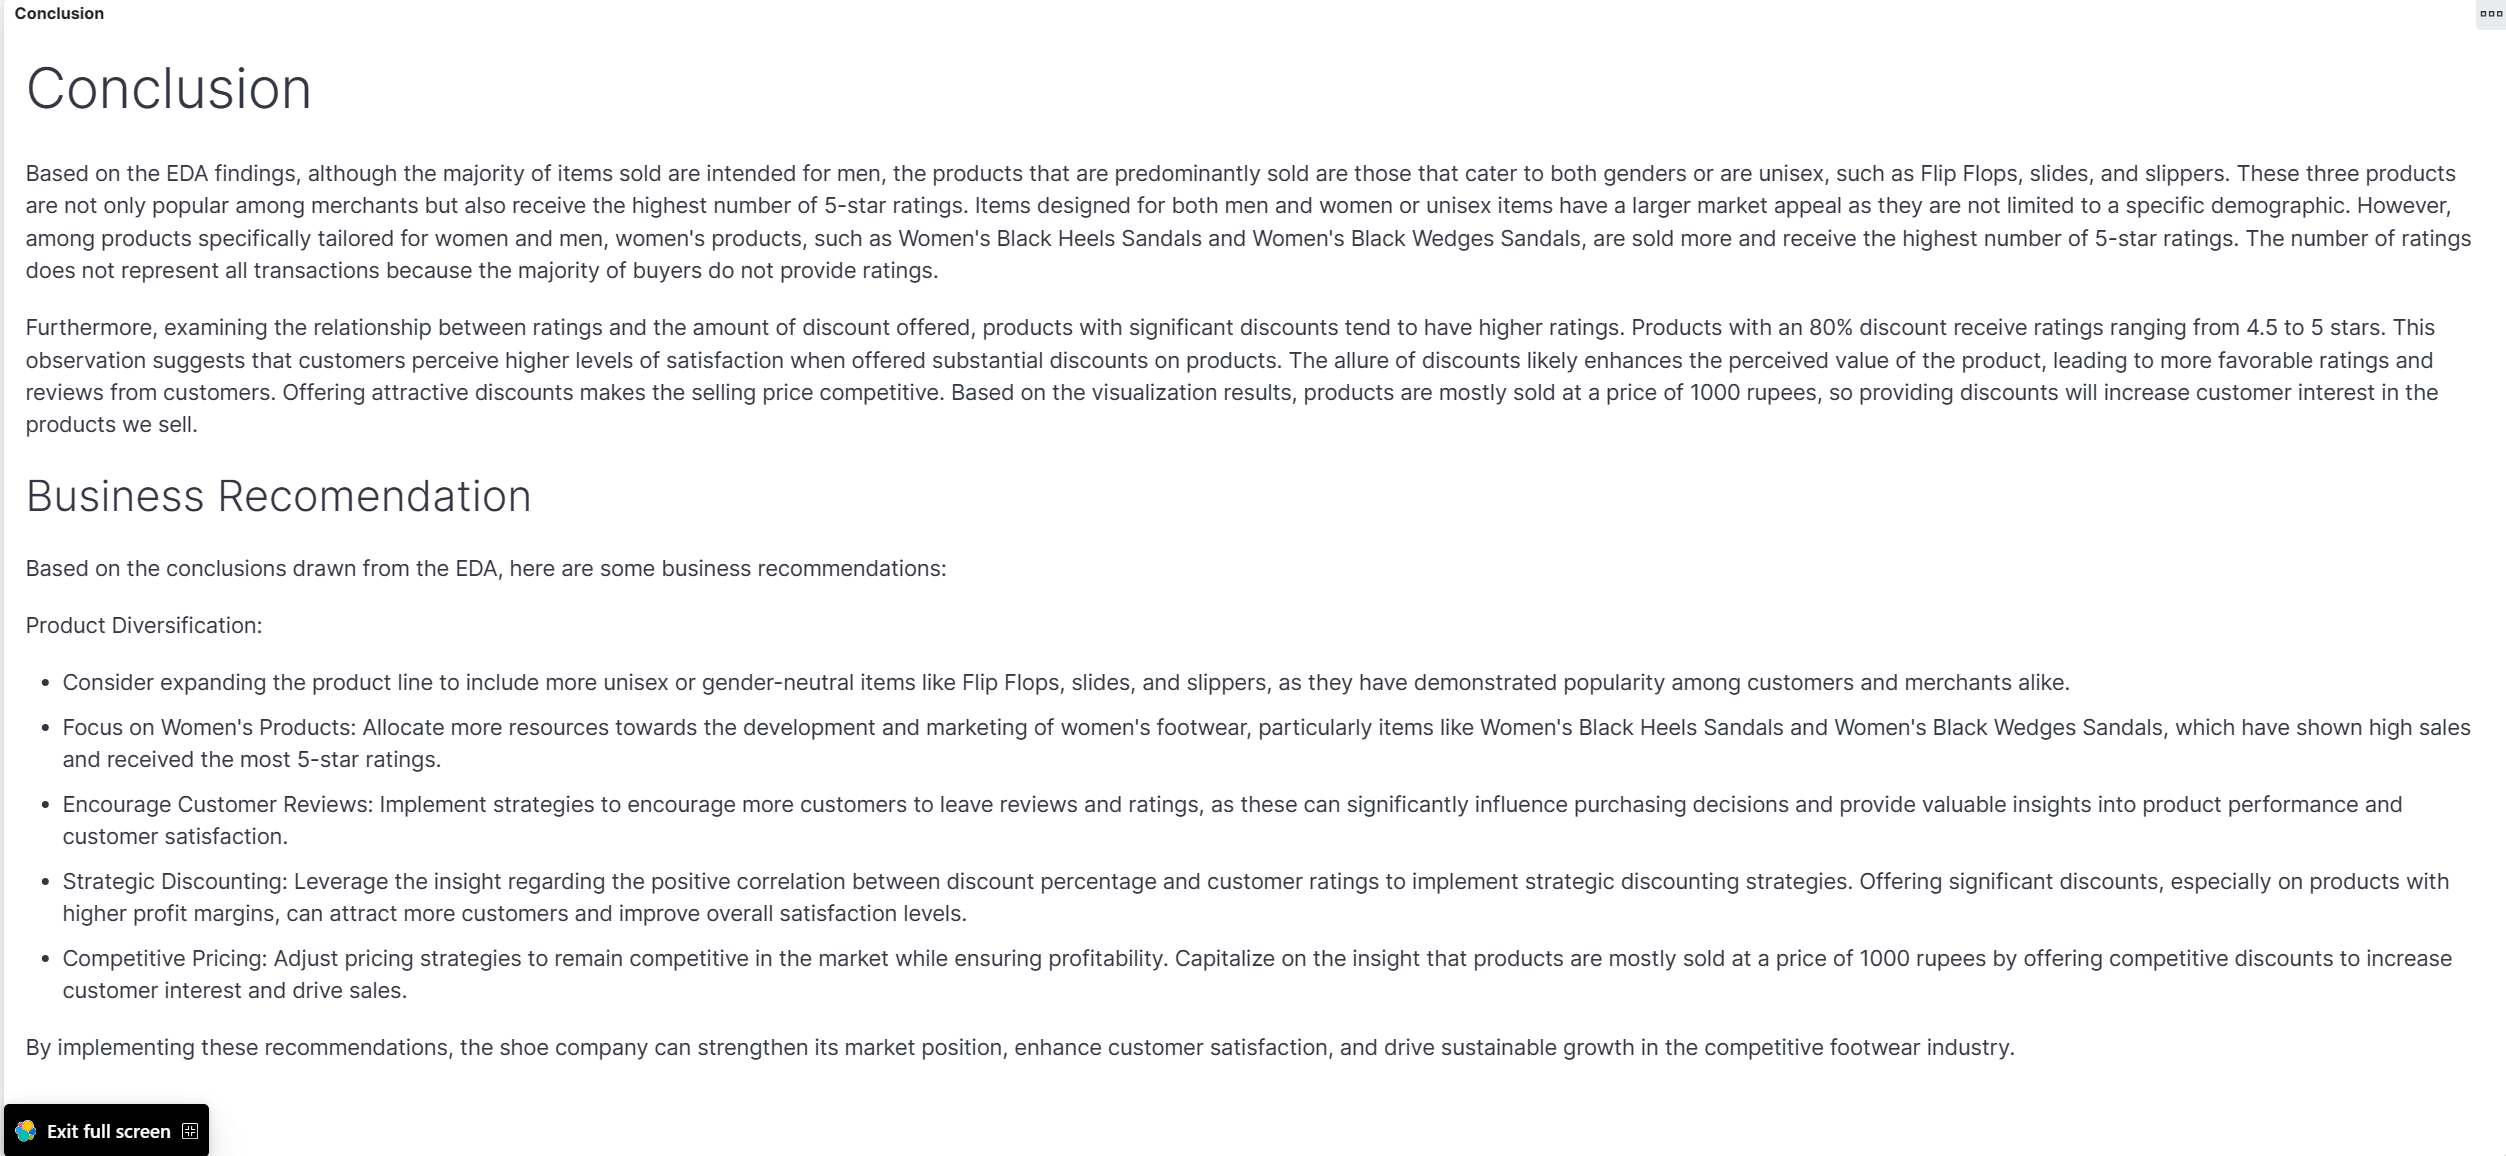 Conclusion
Conclusion
Based on the EDA findings, although the majority of items sold are intended for men, the products that are predominantly sold are those that cater to both genders or are unisex, such as Flip Flops, slides, and slippers. These three products
are not only popular among merchants but also receive the highest number of 5-star ratings. Items designed for both men and women or unisex items have a larger market appeal as they are not limited to a specific demographic. However,
among products specifically tailored for women and men, women's products, such as Women's Black Heels Sandals and Women's Black Wedges Sandals, are sold more and receive the highest number of 5-star ratings. The number of ratings
does not represent all transactions because the majority of buyers do not provide ratings.
Furthermore, examining the relationship between ratings and the amount of discount offered, products with significant discounts tend to have higher ratings. Products with an 80% discount receive ratings ranging from 4.5 to 5 stars. This
observation suggests that customers perceive higher levels of satisfaction when offered substantial discounts on products. The allure of discounts likely enhances the perceived value of the product, leading to more favorable ratings and
reviews from customers. Offering attractive discounts makes the selling price competitive. Based on the visualization results, products are mostly sold at a price of 1000 rupees, so providing discounts will increase customer interest in the
products we sell.
Business Recomendation
Based on the conclusions drawn from the EDA, here are some business recommendations:
Product Diversification:
• Consider expanding the product line to include more unisex or gender-neutral items like Flip Flops, slides, and slippers, as they have demonstrated popularity among customers and merchants alike.
• Focus on Women's Products: Allocate more resources towards the development and marketing of women's footwear, particularly items like Women's Black Heels Sandals and Women's Black Wedges Sandals, which have shown high sales
and received the most 5-star ratings.
• Encourage Customer Reviews: Implement strategies to encourage more customers to leave reviews and ratings, as these can significantly influence purchasing decisions and provide valuable insights into product performance and
customer satisfaction.
• Strategic Discounting: Leverage the insight regarding the positive correlation between discount percentage and customer ratings to implement strategic discounting strategies. Offering significant discounts, especially on products with
higher profit margins, can attract more customers and improve overall satisfaction levels.
• Competitive Pricing: Adjust pricing strategies to remain competitive in the market while ensuring profitability. Capitalize on the insight that products are mostly sold at a price of 1000 rupees by offering competitive discounts to increase
customer interest and drive sales.
By implementing these recommendations, the shoe company can strengthen its market position, enhance customer satisfaction, and drive sustainable growth in the competitive footwear industry.
Exit full screen